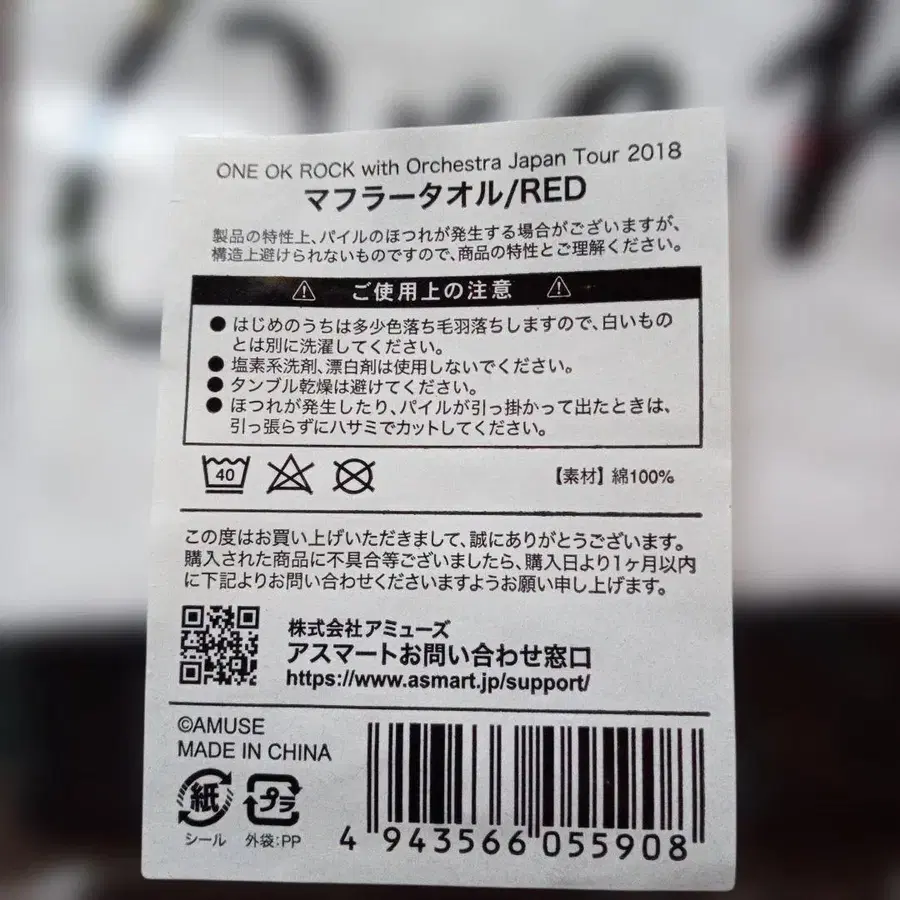 ONE OK ROCK with Orchestra Japan Tour 2018
マフラータオル/RED
製品の特性上、パイルのほつれが発生する場合がございますが、
構造上避けられないものですので、商品の特性とご理解ください。
ご使用上の注意
●はじめのうちは多少色落ち毛羽落ちしますので、白いもの
とは別に洗濯してください。
●塩素系洗剤、漂白剤は使用しないでください。
●タンブル乾燥は避けてください。
●ほつれが発生したり、パイルが引っ掛かって出たときは、
引っ張らずにハサミでカットしてください。
40
【素材】綿100%
この度はお買い上げいただきまして、誠にありがとうございます。
購入された商品に不具合等ございましたら、購入日より1ヶ月以内
に下記よりお問い合わせくださいますようお願い申し上げます。
株式会社アミューズ
アスマートお問い合わせ窓口
https://www.asmart.jp/support/
©AMUSE
MADE IN CHINA
紙 プラ
シール 外袋:PP
4 943566 055908